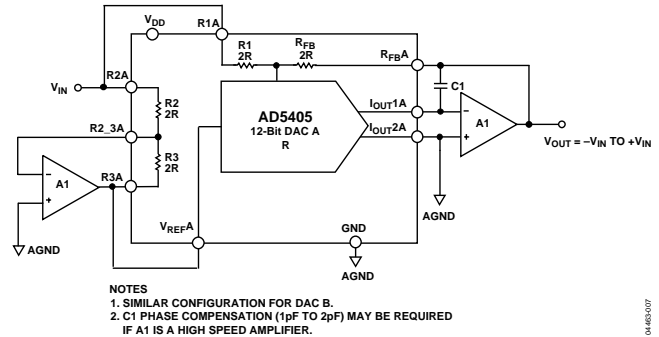 VDD
R1A
R1
2R
RFB
2R
RFBA
C1
VIN
R2A
R2
2R
AD5405
12-Bit DAC A
R
IOUT1A
IOUT2A
A1
VOUT = –VIN TO +VIN
R2_3A
R3
2R
A1
R3A
AGND
AGND
VREFA
GND
AGND
NOTES
1. SIMILAR CONFIGURATION FOR DAC B.
2. C1 PHASE COMPENSATION (1pF TO 2pF) MAY BE REQUIRED
IF A1 IS A HIGH SPEED AMPLIFIER.
04463-007